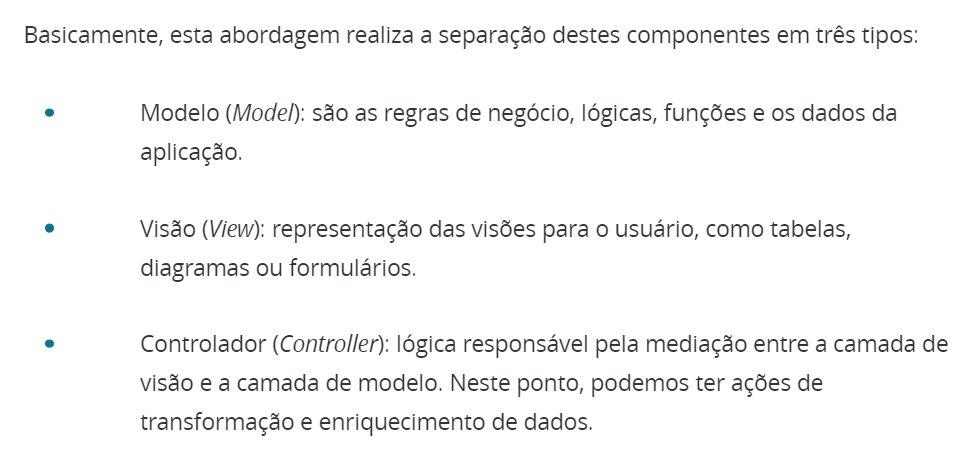 Basicamente, esta abordagem realiza a separação destes componentes em três tipos:
• Modelo (Model): são as regras de negócio, lógicas, funções e os dados da
aplicação.
• Visão (View): representação das visões para o usuário, como tabelas,
diagramas ou formulários.
• Controlador (Controller): lógica responsável pela mediação entre a camada de
visão e a camada de modelo. Neste ponto, podemos ter ações de
transformação e enriquecimento de dados.